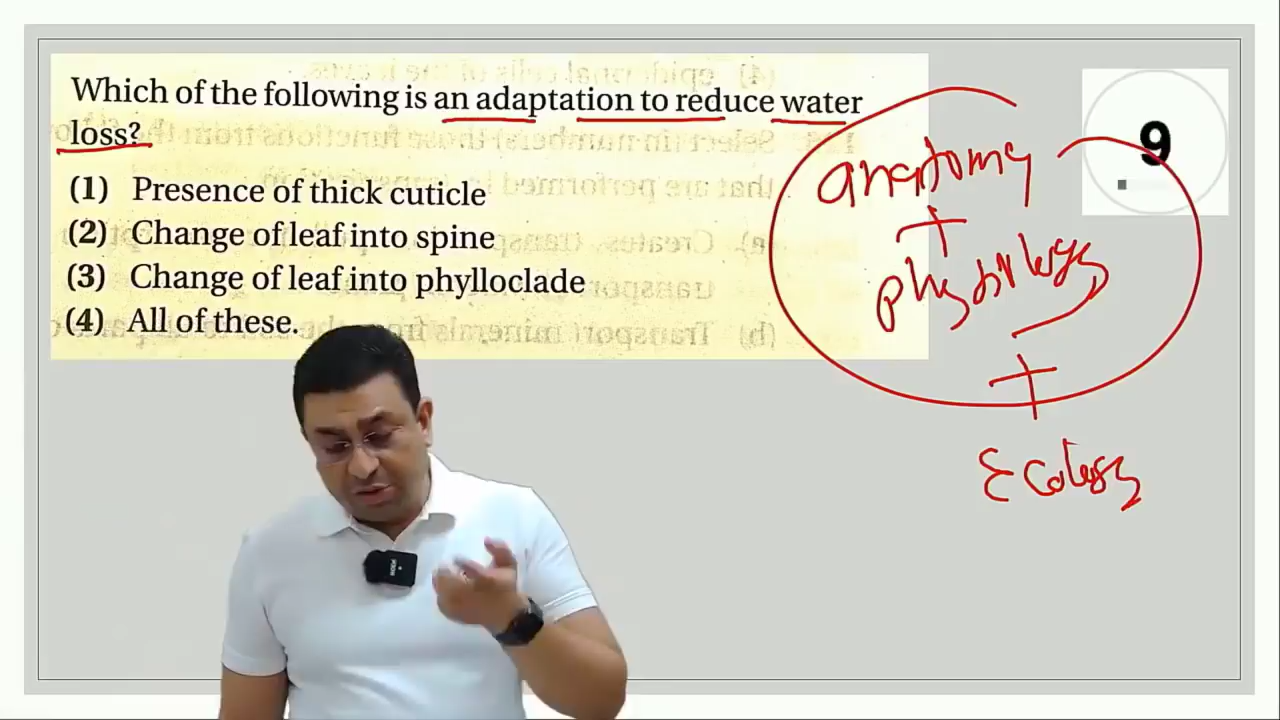 Which of the following is an adaptation to reduce water
loss?
(1) Presence of thick cuticle
(2) Change of leaf into spine
(3) Change of leaf into phylloclade
(4) All of these.
9
anatomy
+
physiology
+
Ecology